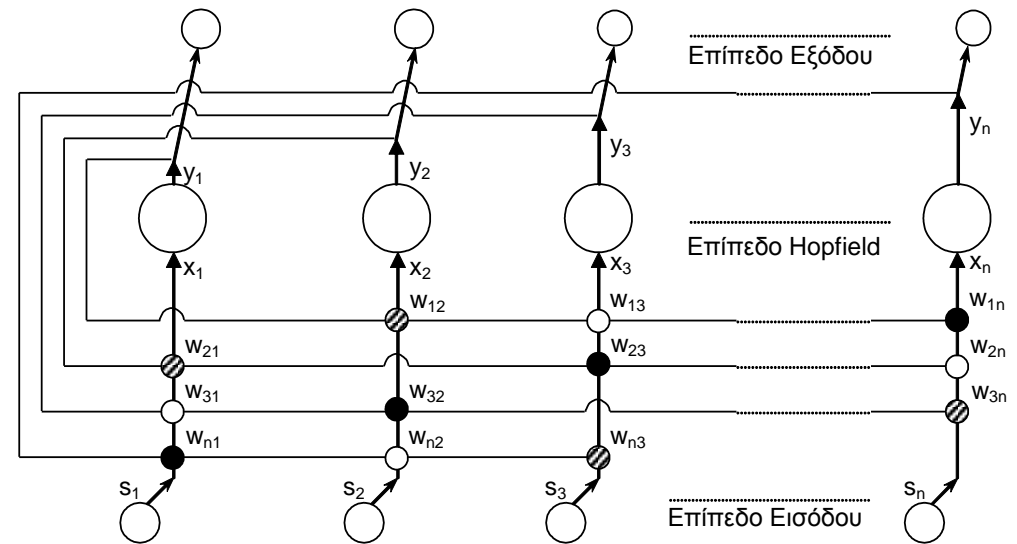 Επίπεδο Εξόδου
y₁
y₂
y₃
yₙ
Επίπεδο Hopfield
x₁
x₂
x₃
xₙ
w₁₂
w₁₃
w₁ₙ
w₂₁
w₂₃
w₂ₙ
w₃₁
w₃₂
w₃ₙ
wₙ₁
wₙ₂
wₙ₃
s₁
s₂
s₃
sₙ
Επίπεδο Εισόδου